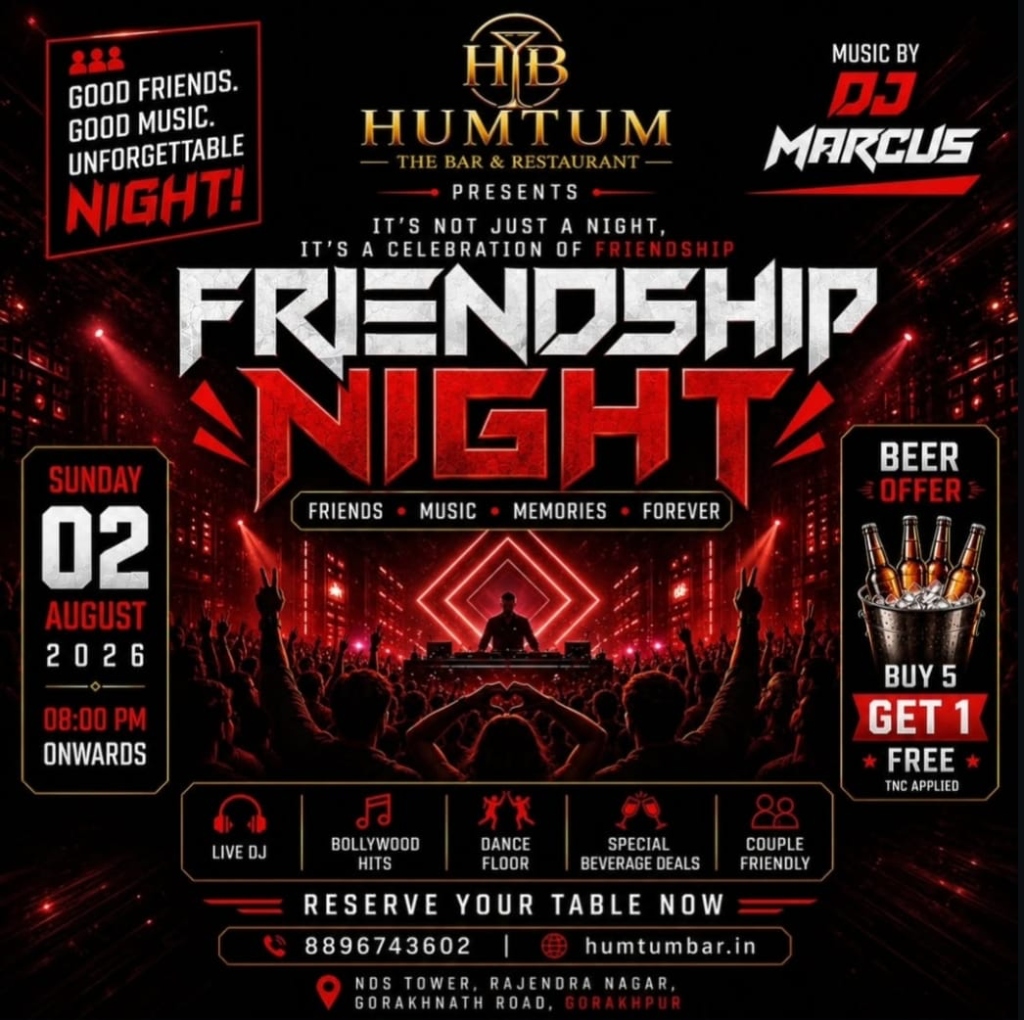 GOOD FRIENDS.
GOOD MUSIC.
UNFORGETTABLE
NIGHT!
HYB
HUMTUM
THE BAR & RESTAURANT
PRESENTS
MUSIC BY
DJ
MARCUS
IT'S NOT JUST A NIGHT,
IT'S A CELEBRATION OF FRIENDSHIP
FRIENDSHIP
NIGHT
FRIENDS • MUSIC • MEMORIES • FOREVER
SUNDAY
02
AUGUST
2026
08:00 PM
ONWARDS
BEER
OFFER
BUY 5
GET 1
FREE
TNC APPLIED
LIVE DJ
BOLLYWOOD
HITS
DANCE
FLOOR
SPECIAL
BEVERAGE DEALS
COUPLE
FRIENDLY
RESERVE YOUR TABLE NOW
8896743602 | humtumbar.in
NDS TOWER, RAJENDRA NAGAR,
GORAKHNATH ROAD, GORAKHPUR